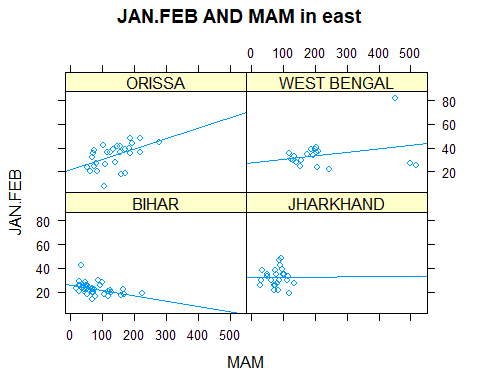 JAN.FEB AND MAM in east
0 100 200 300 400 500
ORISSA WEST BENGAL
80
60
40
20
BIHAR JHARKHAND
80
60
40
20
0 100 200 300 400 500
JAN.FEB
MAM